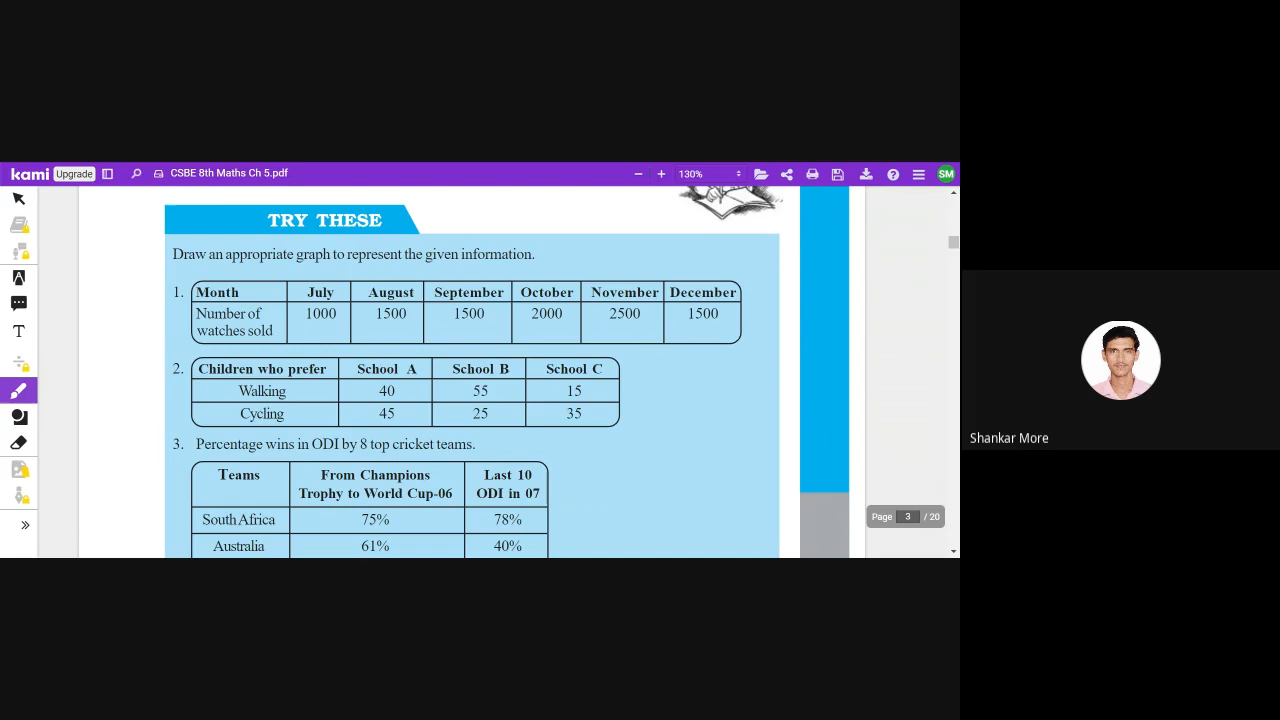 kami Upgrade CSBE 8th Maths Ch 5.pdf 130% SM
TRY THESE
Draw an appropriate graph to represent the given information.
1. Month July August September October November December
Number of watches sold 1000 1500 1500 2000 2500 1500
2. Children who prefer School A School B School C
Walking 40 55 15
Cycling 45 25 35
3. Percentage wins in ODI by 8 top cricket teams.
Teams From Champions Trophy to World Cup-06 Last 10 ODI in 07
South Africa 75% 78%
Australia 61% 40%
Page 3 / 20
Shankar More